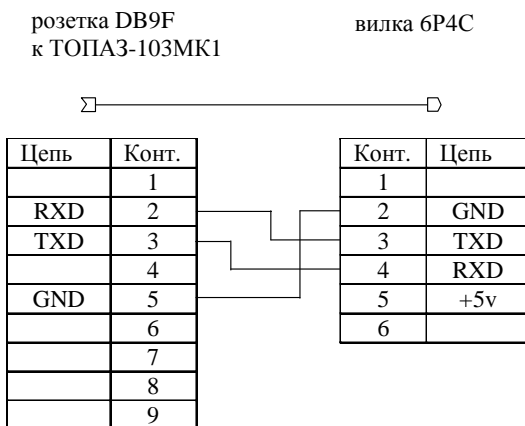 розетка DB9F
к ТОПАЗ-103МК1
вилка 6P4C
Цепь Конт.
1
RXD 2
TXD 3
4
GND 5
6
7
8
9
Конт. Цепь
1
2 GND
3 TXD
4 RXD
5 +5v
6